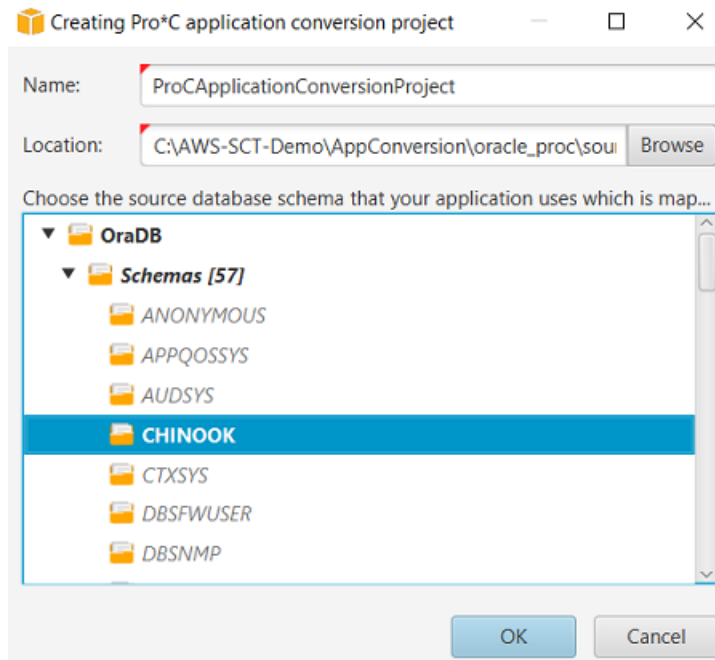 Creating Pro*C application conversion project
Name: ProCApplicationConversionProject
Location: C:\AWS-SCT-Demo\AppConversion\oracle_proc\sour Browse
Choose the source database schema that your application uses which is map...
OraDB
Schemas [57]
ANONYMOUS
APPQOSSYS
AUDSYS
CHINOOK
CTXSYS
DBSFWUSER
DBSNMP
OK Cancel